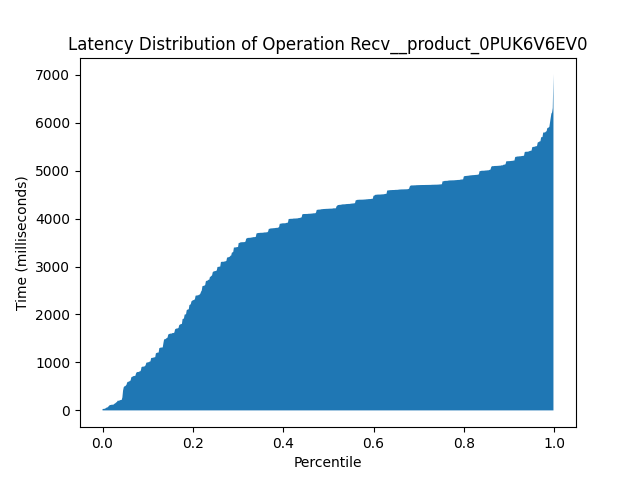 Latency Distribution of Operation Recv__product_0PUK6V6EV0
7000
6000
5000
4000
3000
2000
1000
0
Time (milliseconds)
0.0 0.2 0.4 0.6 0.8 1.0
Percentile